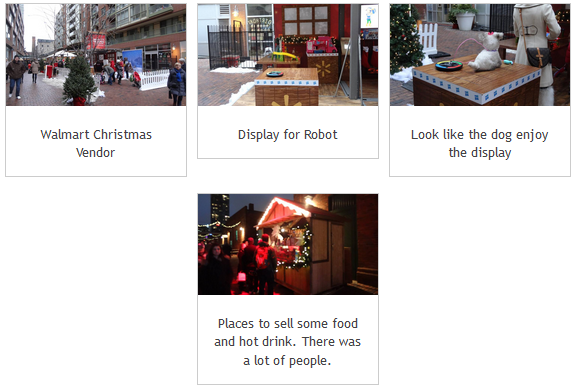 Walmart Christmas
Vendor
Display for Robot
Look like the dog enjoy
the display
Places to sell some food
and hot drink. There was
a lot of people.